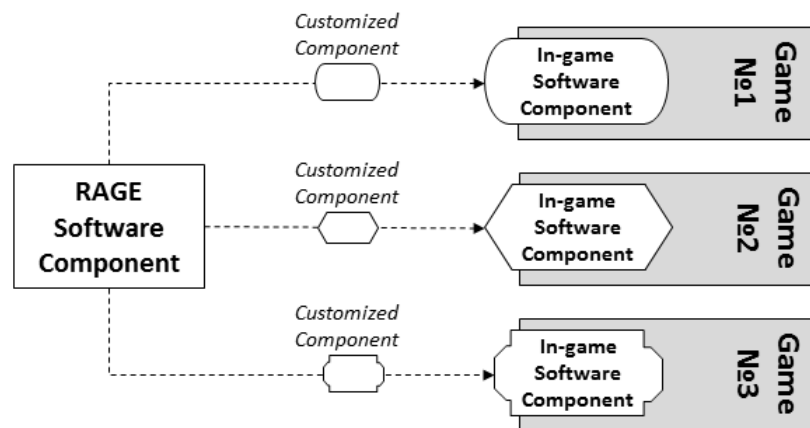 Customized
Component
In-game
Software
Component
Game
№1
RAGE
Software
Component
Customized
Component
In-game
Software
Component
Game
№2
Customized
Component
In-game
Software
Component
Game
№3